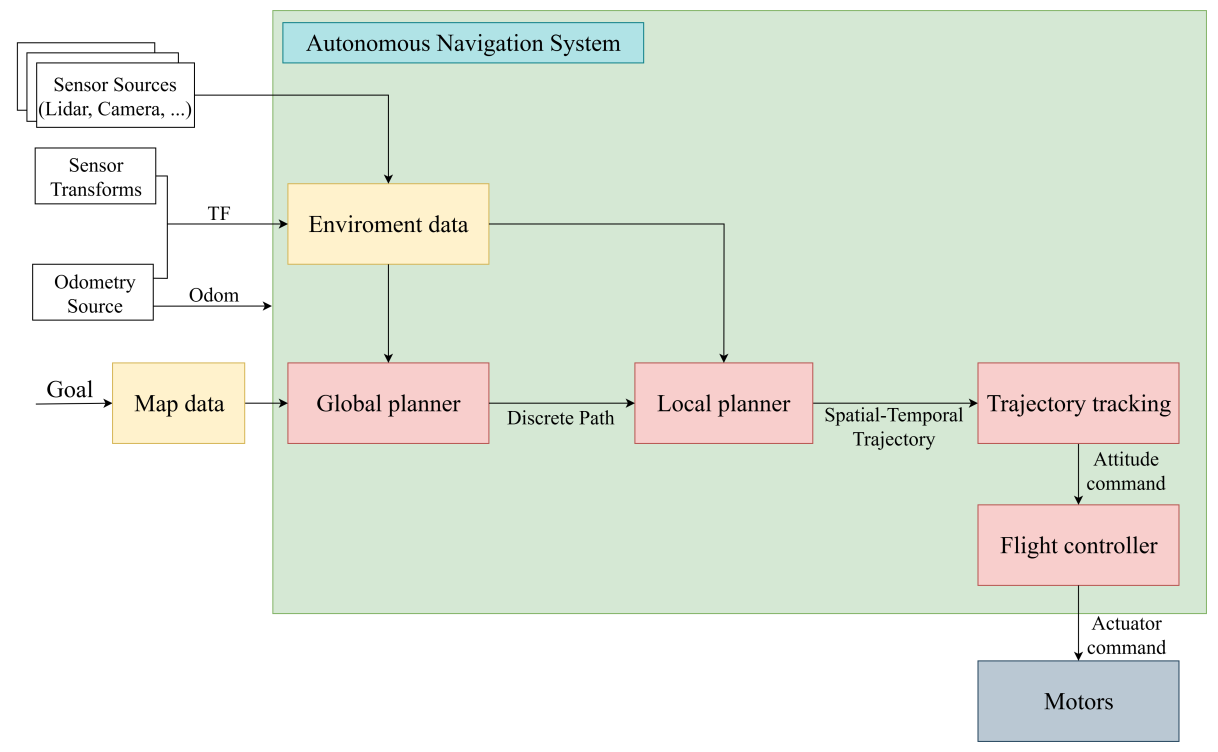 Autonomous Navigation System
Sensor Sources
(Lidar, Camera, ...)
Sensor
Transforms
TF
Enviroment data
Odometry
Source
Odom
Goal
Map data
Global planner
Discrete Path
Local planner
Spatial-Temporal
Trajectory
Trajectory tracking
Attitude
command
Flight controller
Actuator
command
Motors